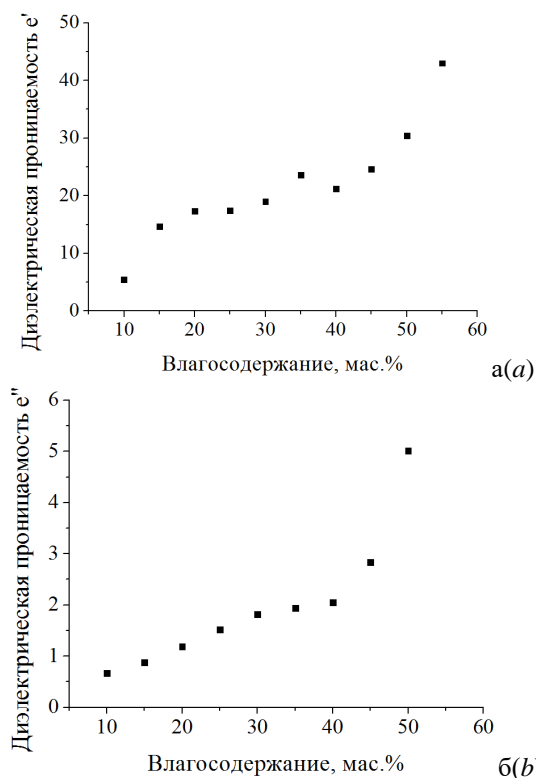 50
40
30
20
10
0
10 20 30 40 50 60
Диэлектрическая проницаемость e'
Влагосодержание, мас.%
а(a)
6
5
4
3
2
1
0
10 20 30 40 50 60
Диэлектрическая проницаемость e"
Влагосодержание, мас.%
б(b)